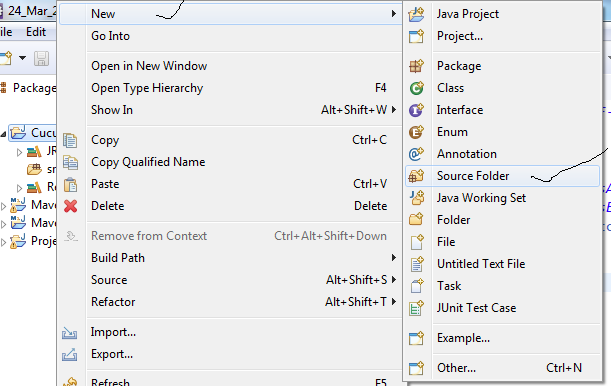 24_Mar_2
ile Edit
Package
Cucu
JR
sr
Re
Mave
Mave
Proje
New
Go Into
Open in New Window
Open Type Hierarchy F4
Show In Alt+Shift+W
Copy Ctrl+C
Copy Qualified Name
Paste Ctrl+V
Delete Delete
Remove from Context Ctrl+Alt+Shift+Down
Build Path
Source Alt+Shift+S
Refactor Alt+Shift+T
Import...
Export...
Refresh F5
Java Project
Project...
Package
Class
Interface
Enum
Annotation
Source Folder
Java Working Set
Folder
File
Untitled Text File
Task
JUnit Test Case
Example...
Other... Ctrl+N